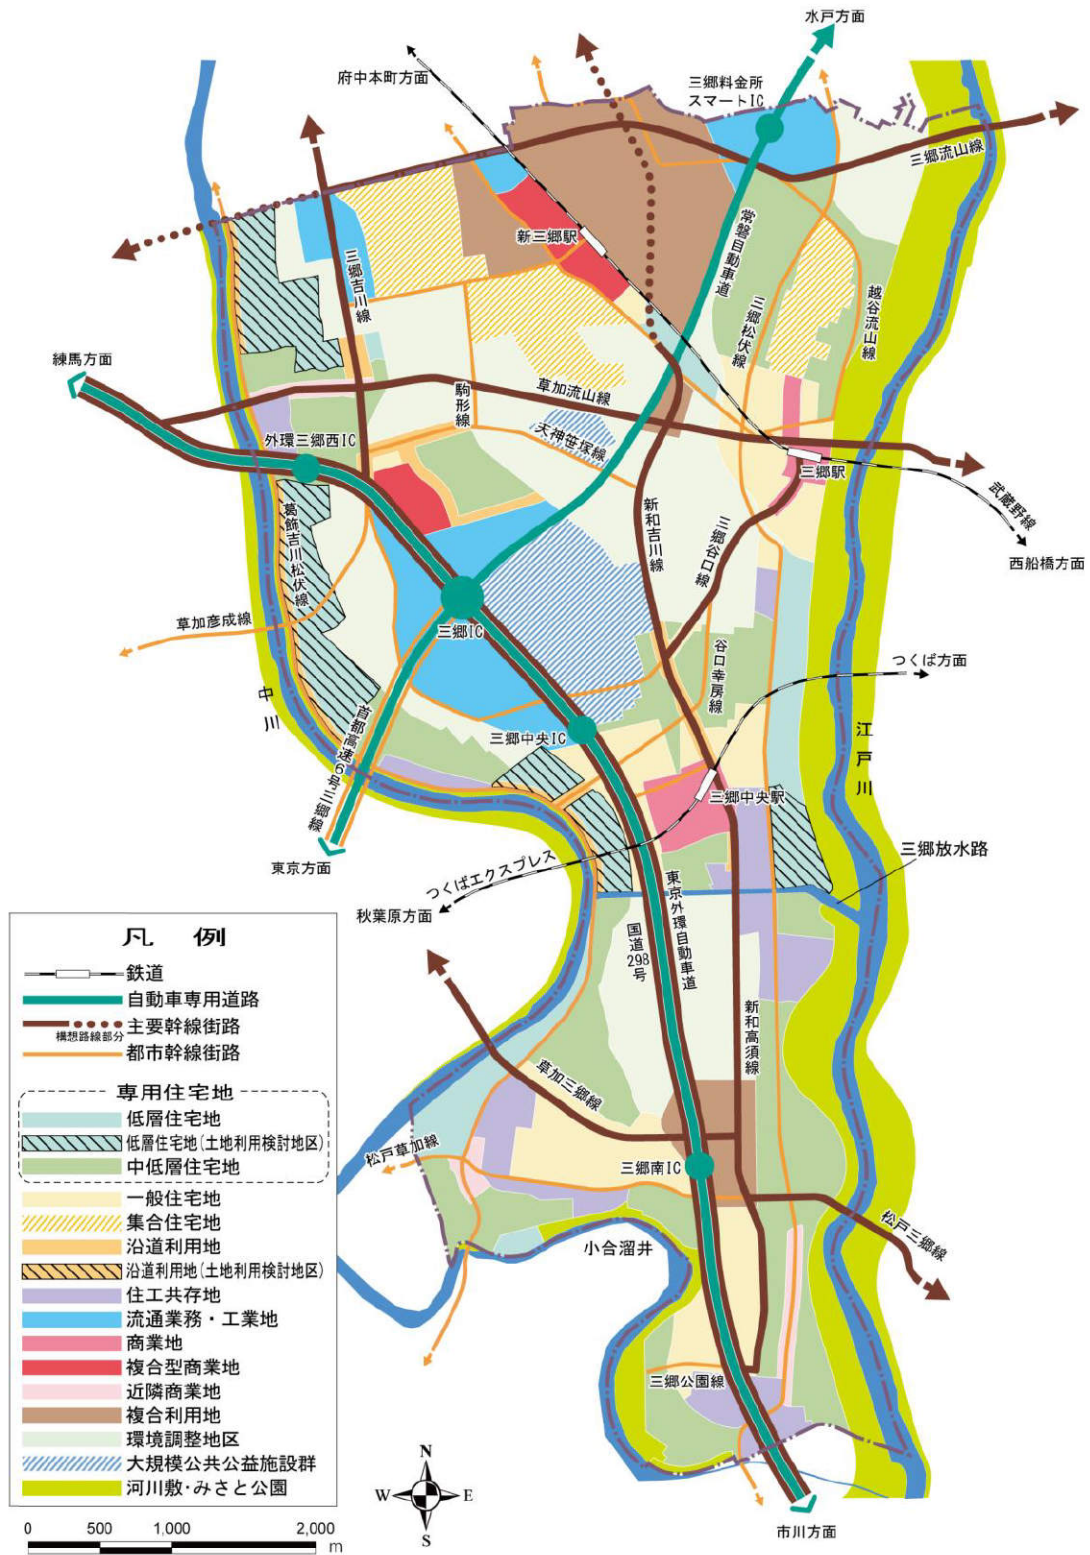 水戸方面
府中本町方面
三郷料金所
スマートIC
三郷流山線
新三郷駅
常磐自動車道
三郷吉川線
三郷松伏線
越谷流山線
練馬方面
駒形線
草加流山線
外環三郷西IC
天神笹塚線
三郷駅
武蔵野線
西船橋方面
新和吉川線
三郷谷口線
葛飾吉川松伏線
草加彦成線
三郷IC
谷口幸房線
つくば方面
中川
首都高速6号三郷線
三郷中央IC
江戸川
三郷中央駅
東京方面
三郷放水路
つくばエクスプレス
秋葉原方面
東京外環自動車道
国道298号
新和高須線
草加三郷線
松戸草加線
三郷南IC
松戸三郷線
小合溜井
三郷公園線
市川方面
凡 例
鉄道
自動車専用道路
主要幹線街路
構想路線部分
都市幹線街路
専用住宅地
低層住宅地
低層住宅地(土地利用検討地区)
中低層住宅地
一般住宅地
集合住宅地
沿道利用地
沿道利用地(土地利用検討地区)
住工共存地
流通業務・工業地
商業地
複合型商業地
近隣商業地
複合利用地
環境調整地区
大規模公共公益施設群
河川敷・みさと公園
N
W E
S
0 500 1,000 2,000
m